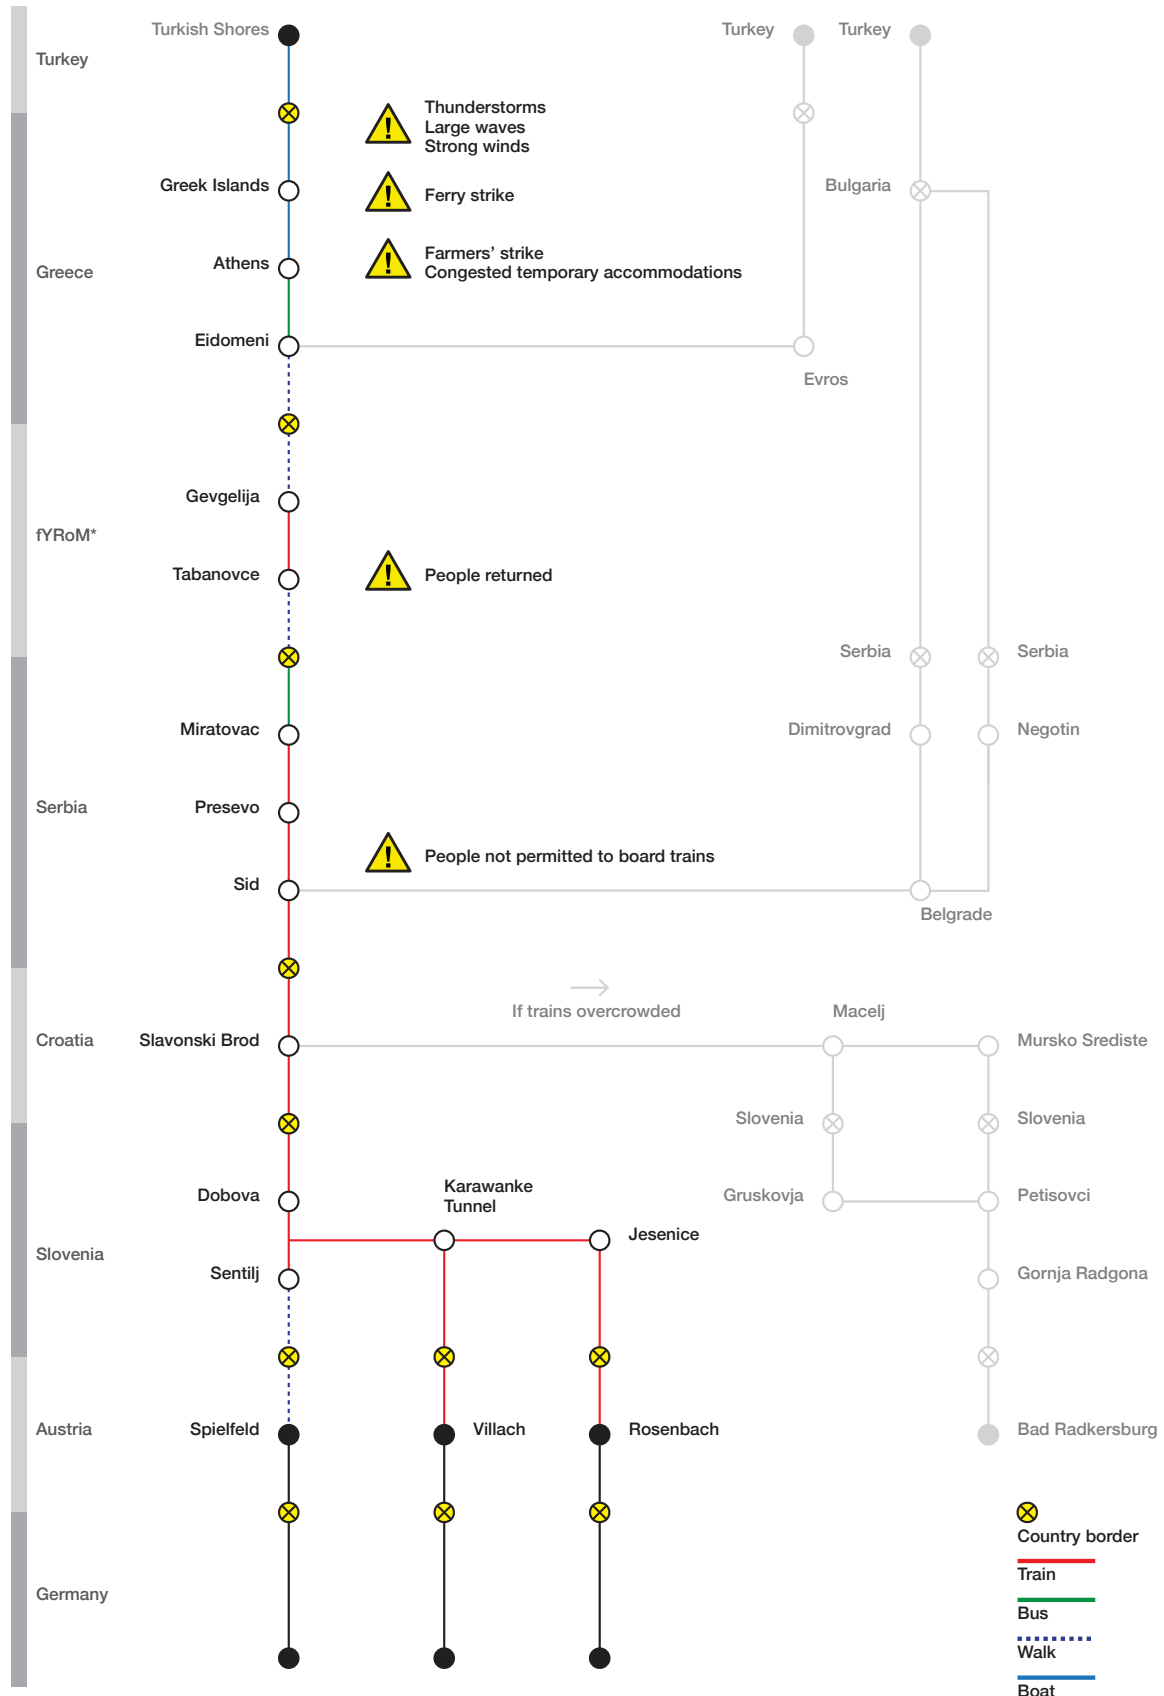 Turkish Shores
Turkey
Turkey
Turkey
Thunderstorms
Large waves
Strong winds
Greek Islands
Ferry strike
Bulgaria
Athens
Farmers’ strike
Congested temporary accommodations
Greece
Eidomeni
Evros
Gevgelija
fYRoM*
Tabanovce
People returned
Serbia
Serbia
Miratovac
Dimitrovgrad
Negotin
Serbia
Presevo
People not permitted to board trains
Sid
Belgrade
If trains overcrowded
Macelj
Croatia
Slavonski Brod
Mursko Srediste
Slovenia
Slovenia
Dobova
Karawanke
Tunnel
Gruskovja
Petisovci
Jesenice
Slovenia
Sentilj
Gornja Radgona
Austria
Spielfeld
Villach
Rosenbach
Bad Radkersburg
Country border
Train
Germany
Bus
Walk
Boat